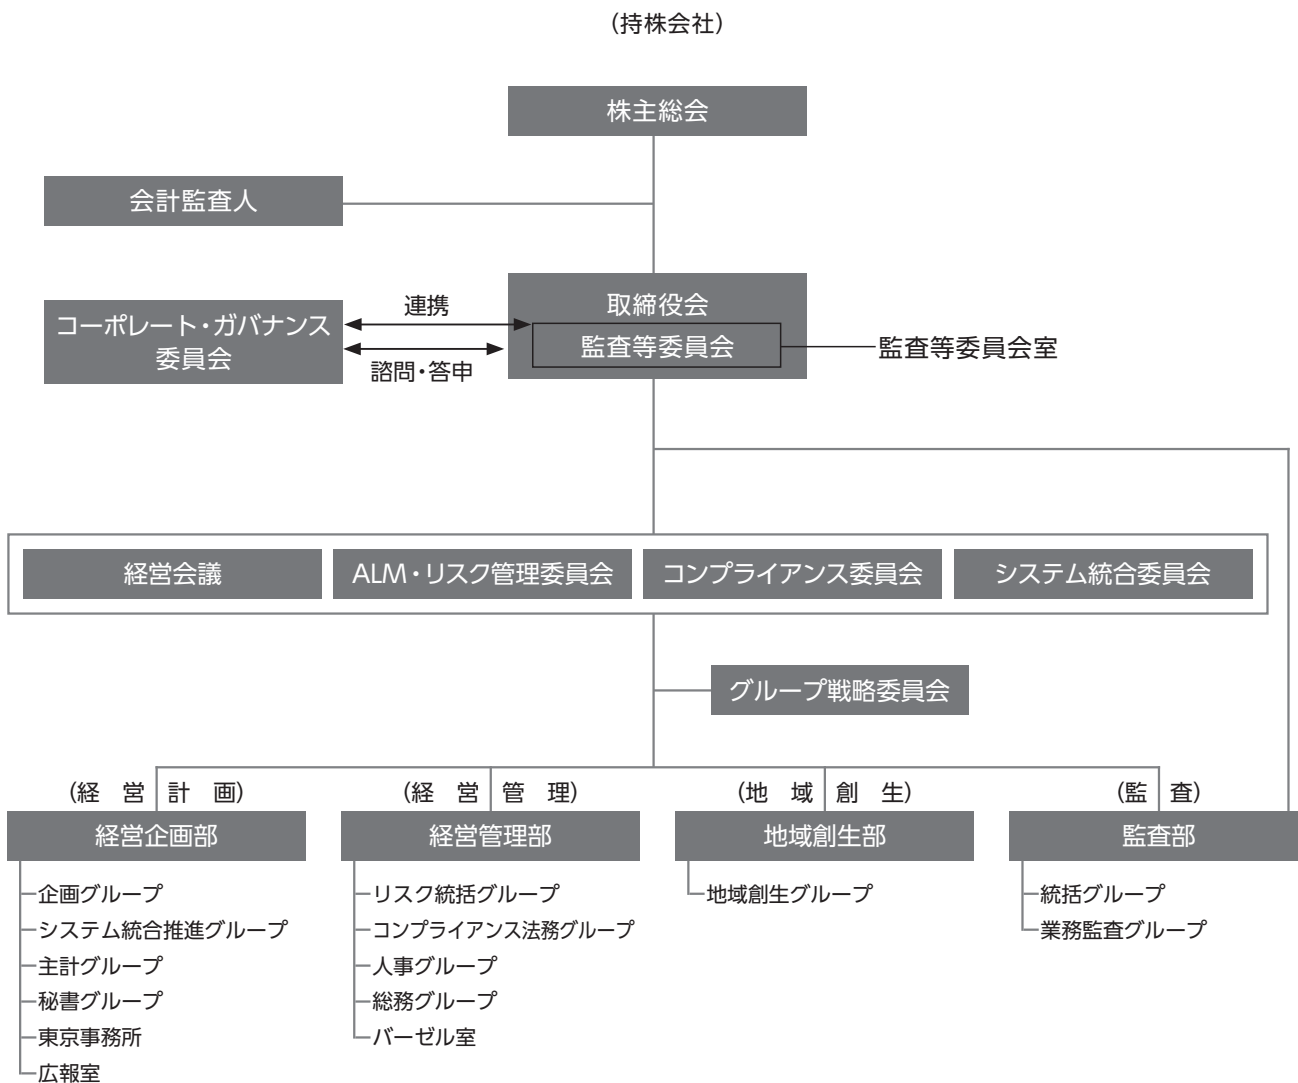 （持株会社）
株主総会
会計監査人
取締役会
監査等委員会
監査等委員会室
連携
コーポレート・ガバナンス
委員会
諮問・答申
経営会議
ALM・リスク管理委員会
コンプライアンス委員会
システム統合委員会
グループ戦略委員会
（経営計画）
経営企画部
企画グループ
システム統合推進グループ
主計グループ
秘書グループ
東京事務所
広報室
（経営管理）
経営管理部
リスク統括グループ
コンプライアンス法務グループ
人事グループ
総務グループ
バーゼル室
（地域創生）
地域創生部
地域創生グループ
（監査）
監査部
統括グループ
業務監査グループ